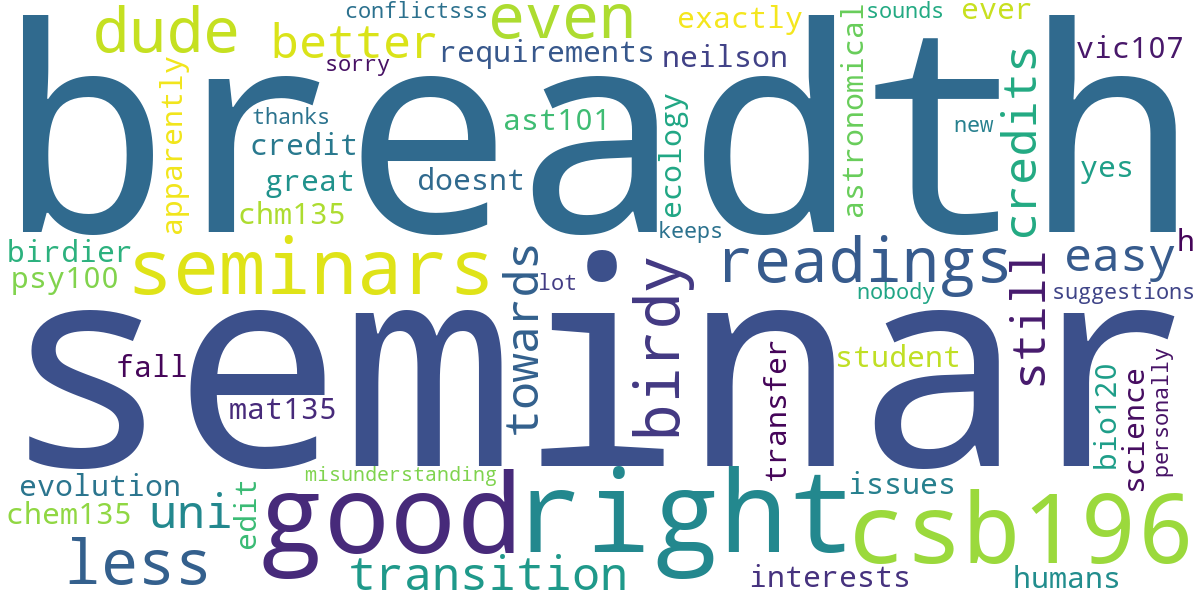 conflictsss
even
exactly
sounds
ever
dude
better
requirements
neilson
astronomical
vic107
sorry
apparently
breadth
thanks
ast101
ecology
new
credits
credit
doesnt
yes
great
chm135
keeps
h
birdier
seminars
readings
easy
psy100
towards
lot
birdy
nobody
still
suggestions
seminar
fall
student
mat135
transfer
bio120
science
personally
misunderstanding
evolution
chem135
uni
edit
good
right
issues
csb196
less
transition
interests
humans